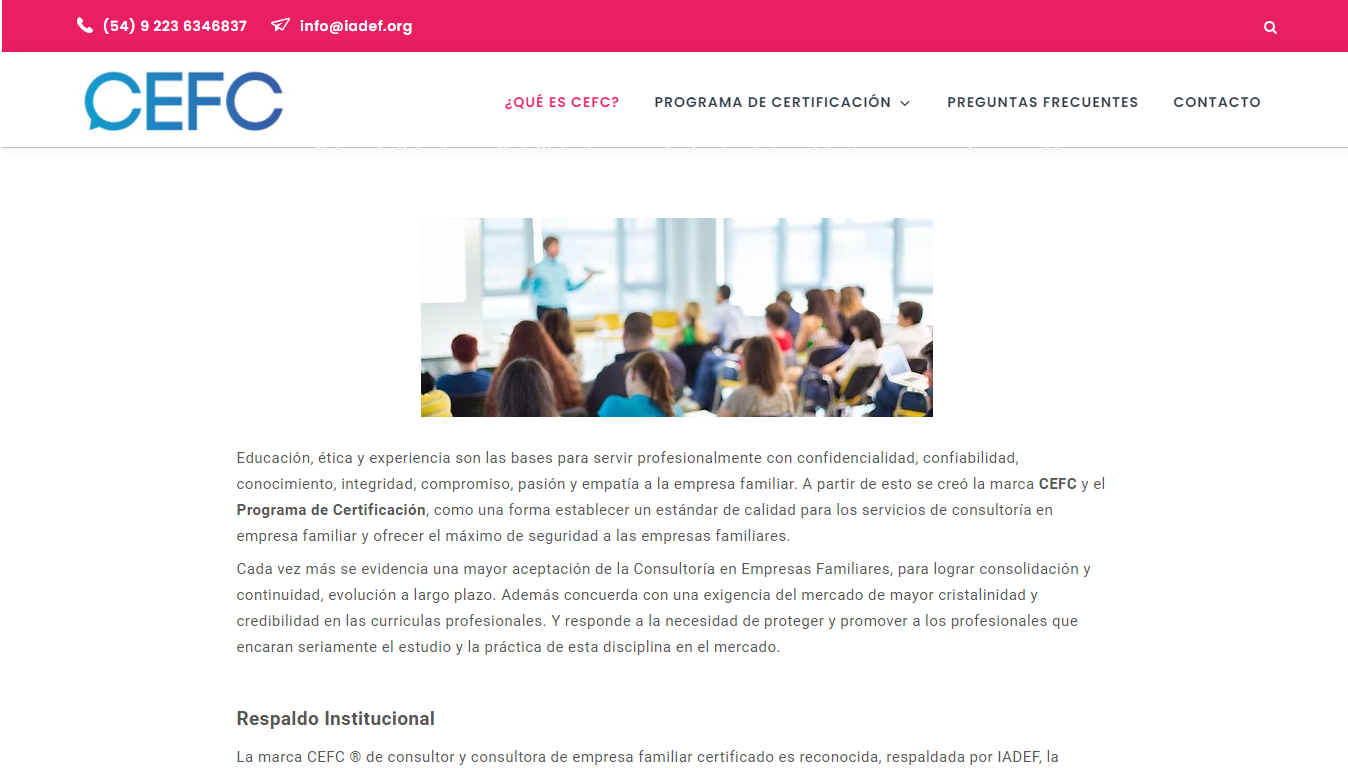 (54) 9 223 6346837 info@iadef.org
CEFC
¿QUÉ ES CEFC? PROGRAMA DE CERTIFICACIÓN PREGUNTAS FRECUENTES CONTACTO
Educación, ética y experiencia son las bases para servir profesionalmente con confidencialidad, confiabilidad,
conocimiento, integridad, compromiso, pasión y empatía a la empresa familiar. A partir de esto se creó la marca CEFC y el
Programa de Certificación, como una forma establecer un estándar de calidad para los servicios de consultoría en
empresa familiar y ofrecer el máximo de seguridad a las empresas familiares.
Cada vez más se evidencia una mayor aceptación de la Consultoría en Empresas Familiares, para lograr consolidación y
continuidad, evolución a largo plazo. Además concuerda con una exigencia del mercado de mayor cristalinidad y
credibilidad en las curriculas profesionales. Y responde a la necesidad de proteger y promover a los profesionales que
encaran seriamente el estudio y la práctica de esta disciplina en el mercado.
Respaldo Institucional
La marca CEFC ® de consultor y consultora de empresa familiar certificado es reconocida, respaldada por IADEF, la